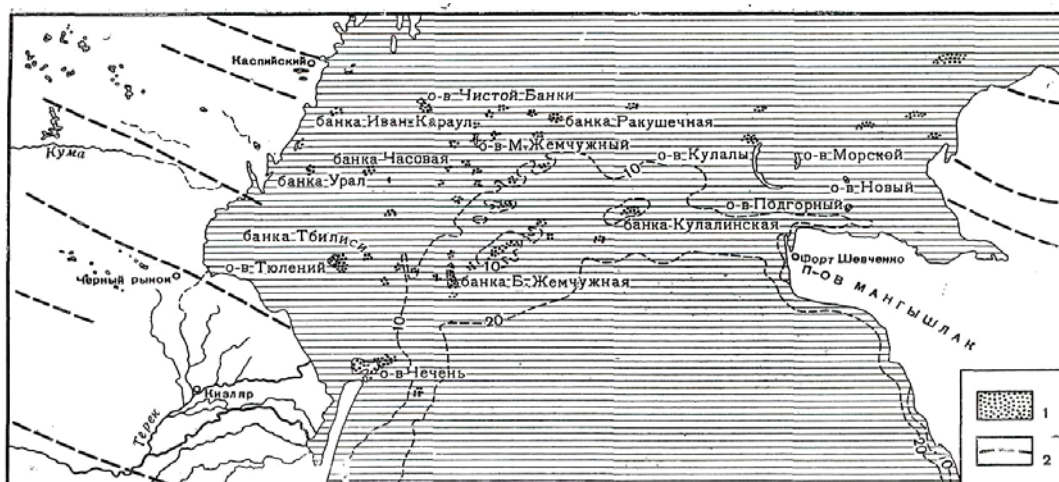 Каспийский
о-в Чистой Банки
банка Иван-Караул
банка Ракушечная
о-в М. Жемчужный
Кума
банка Часовая
о-в Кулалы
о-в Морской
10
банка Урал
о-в Новый
о-в Подгорный
банка Кулалинская
банка Тбилиси
о-в Тюлений
10
Форт Шевченко
Черный рынок
банка Б. Жемчужная
П-ОВ МАНГЫШЛАК
10
20
о-в Чечень
Кизляр
Терек
1
2
20
10